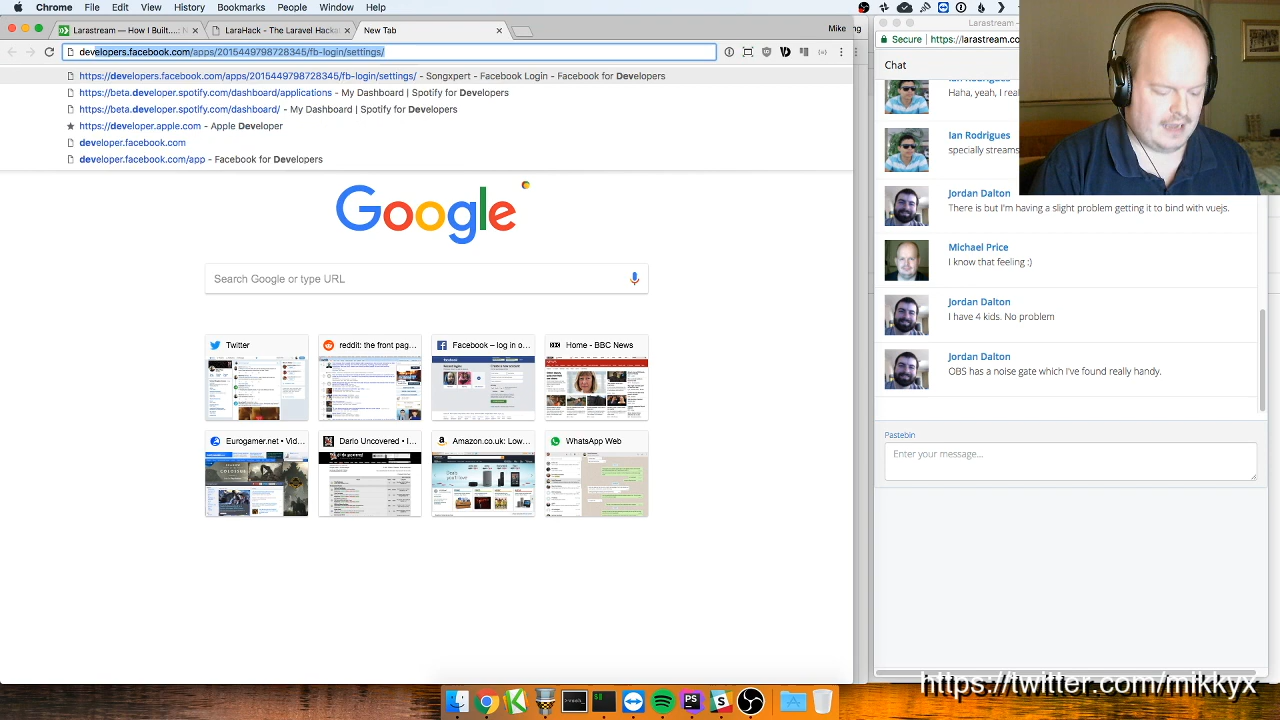 Chrome File Edit View History Bookmarks People Window Help
Larastream — How I Built...
LaraHack - The Laravel Hackat
New Tab
Mike
developers.facebook.com/apps/2015449798728345/fb-login/settings/
https://developers.facebook.com/apps/2015449798728345/fb-login/settings/ - Songxpert - Facebook Login - Facebook for Developers
https://beta.developer.spotify.com/dashboard/applications - My Dashboard | Spotify for Developers
https://beta.developer.spotify.com/dashboard/ - My Dashboard | Spotify for Developers
https://developer.apple.com - Apple Developer
developer.facebook.com
developer.facebook.com/app - Facebook for Developers
Google
Search Google or type URL
Twitter
reddit: the front pag...
Facebook – log in o...
Home - BBC News
Eurogamer.net • Vid...
Dario Uncovered • I...
Amazon.co.uk: Low...
WhatsApp Web
Larastream —
Secure https://larastream.co
Chat
Ian Rodrigues
Haha, yeah, I real
Ian Rodrigues
specially streams
Jordan Dalton
There is but I'm having a slight problem getting it to bind with vuejs.
Michael Price
I know that feeling :)
Jordan Dalton
I have 4 kids. No problem
Jordan Dalton
OBS has a noise gate which I've found really handy.
Pastebin
Enter your message...
https://twitter.com/mikkyx